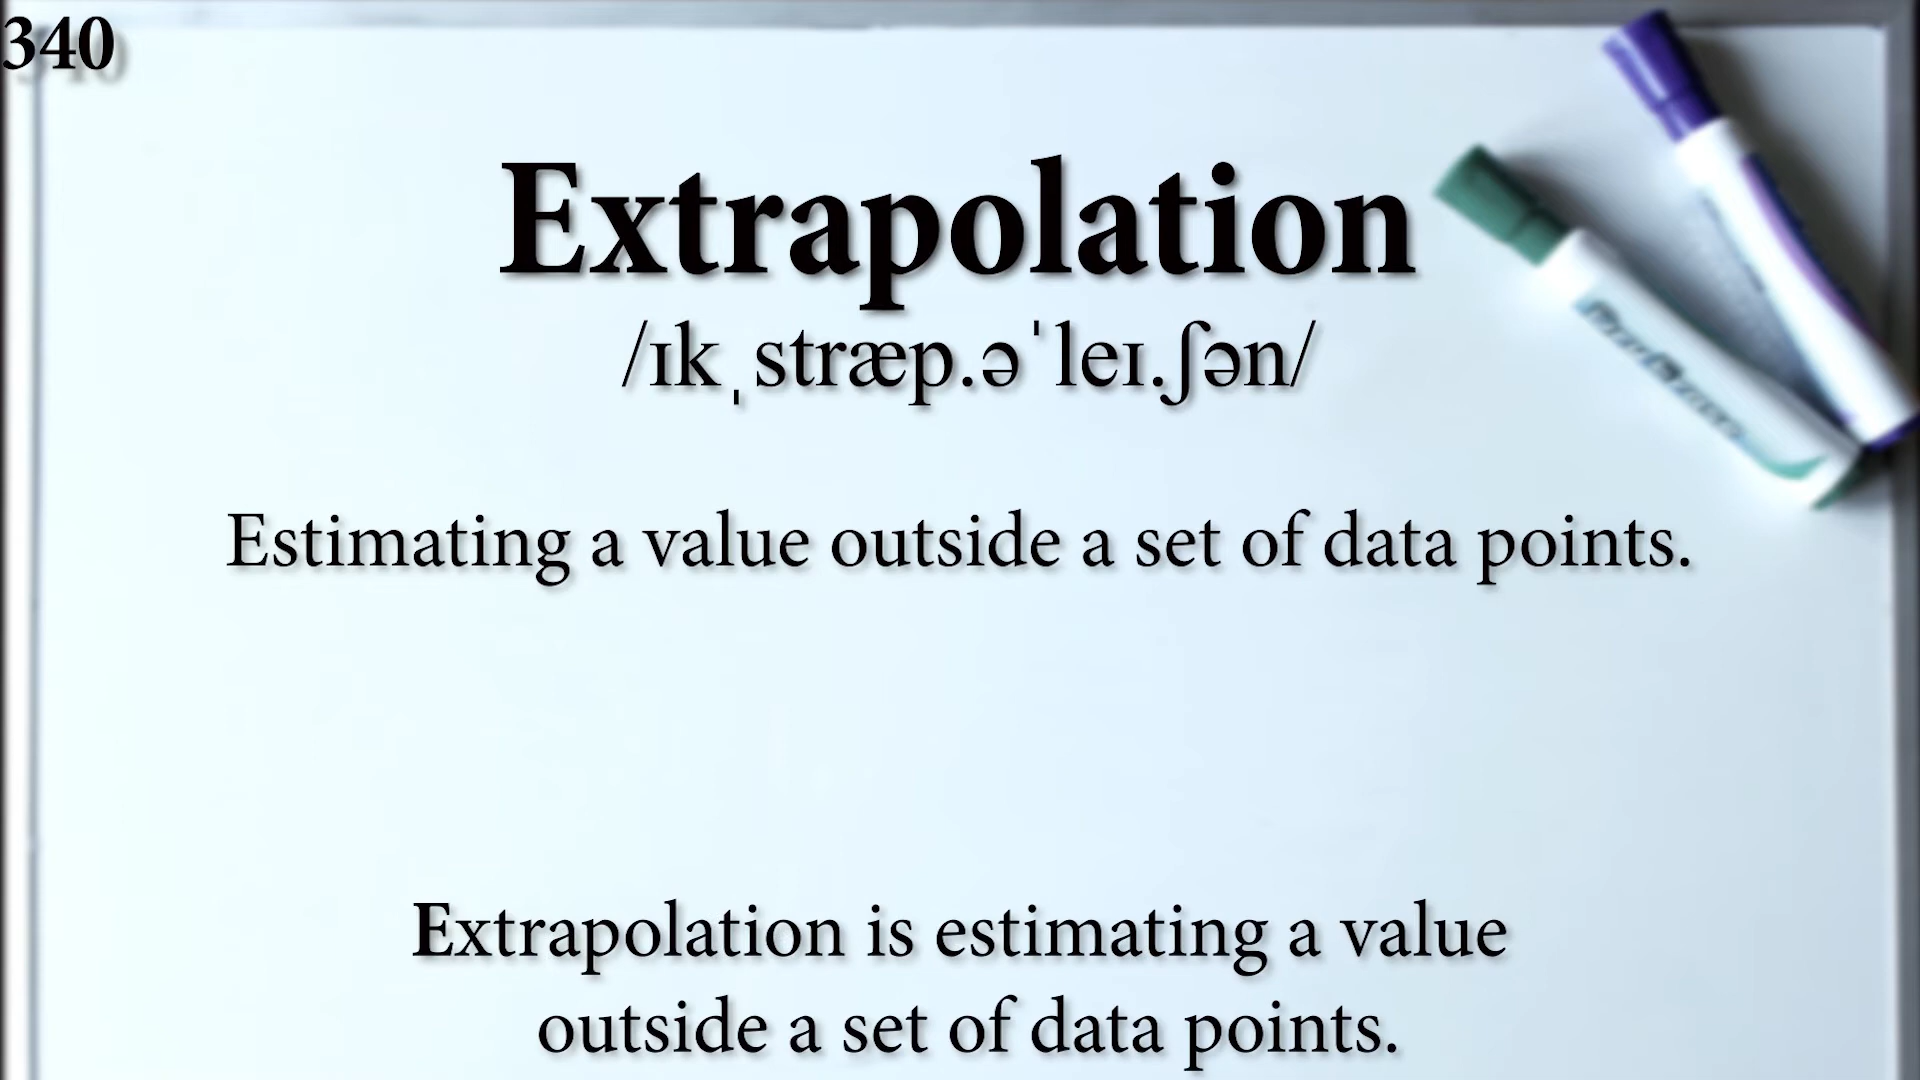 340
Extrapolation
/ɪkˌstræp.əˈleɪ.ʃən/
Estimating a value outside a set of data points.
Extrapolation is estimating a value
outside a set of data points.